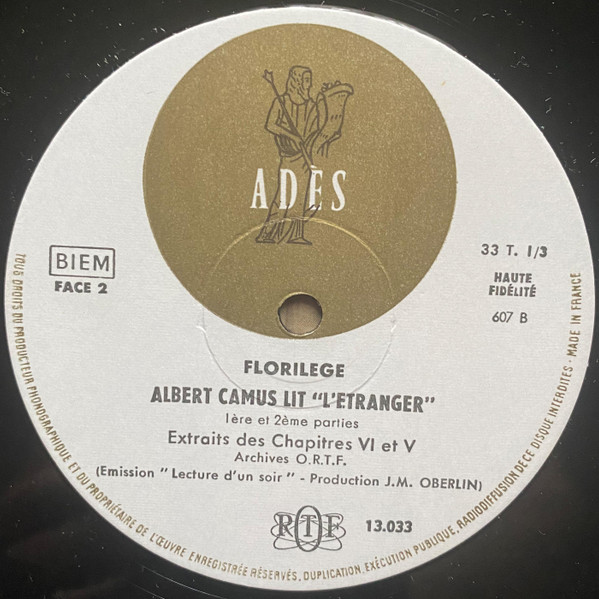 ADÈS
BIEM
FACE 2
33 T. 1/3
HAUTE
FIDÉLITÉ
607 B
FLORILEGE
ALBERT CAMUS LIT "L'ETRANGER"
1ère et 2ème parties
Extraits des Chapitres VI et V
Archives O.R.T.F.
(Emission "Lecture d'un soir" - Production J.M. OBERLIN)
RTF
13.033
TOUS DROITS DU PRODUCTEUR PHONOGRAPHIQUE ET DU PROPRIÉTAIRE DE L'ŒUVRE ENREGISTRÉE RÉSERVÉS, DUPLICATION, EXÉCUTION PUBLIQUE, RADIODIFFUSION DE CE DISQUE INTERDITES · MADE IN FRANCE